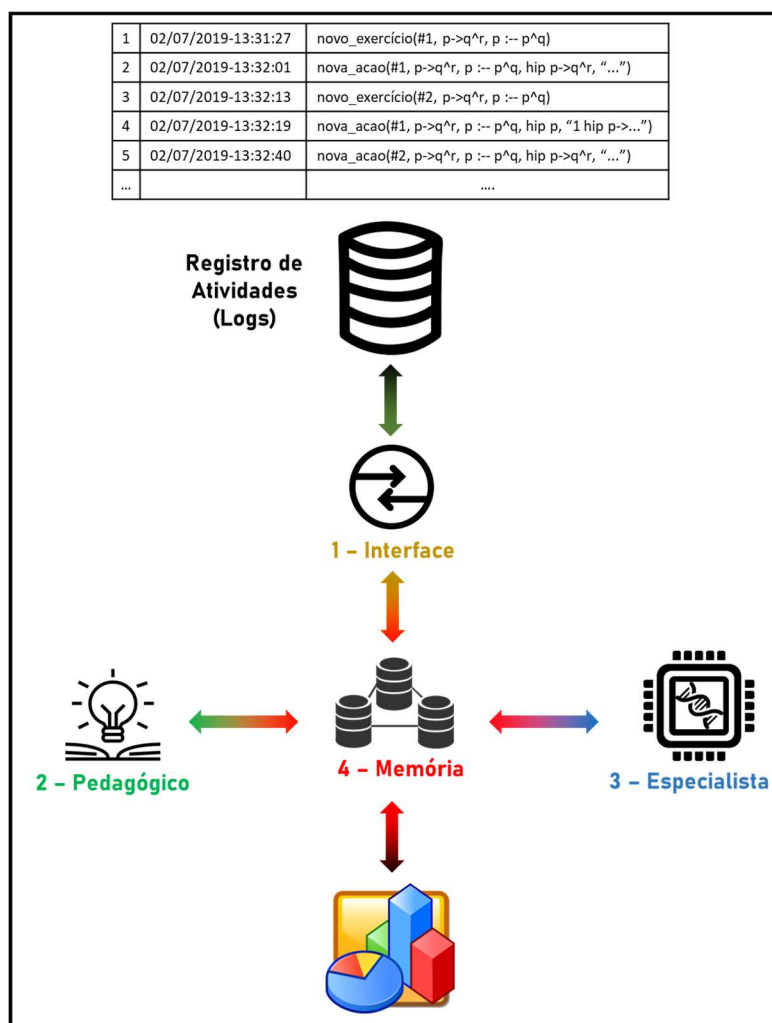 1 02/07/2019-13:31:27 novo_exercício(#1, p->q^r, p :-- p^q)
2 02/07/2019-13:32:01 nova_acao(#1, p->q^r, p :-- p^q, hip p->q^r, “...”)
3 02/07/2019-13:32:13 novo_exercício(#2, p->q^r, p :-- p^q)
4 02/07/2019-13:32:19 nova_acao(#1, p->q^r, p :-- p^q, hip p, “1 hip p->...”)
5 02/07/2019-13:32:40 nova_acao(#2, p->q^r, p :-- p^q, hip p->q^r, “...”)
... ....
Registro de
Atividades
(Logs)
1 – Interface
2 – Pedagógico
4 – Memória
3 – Especialista